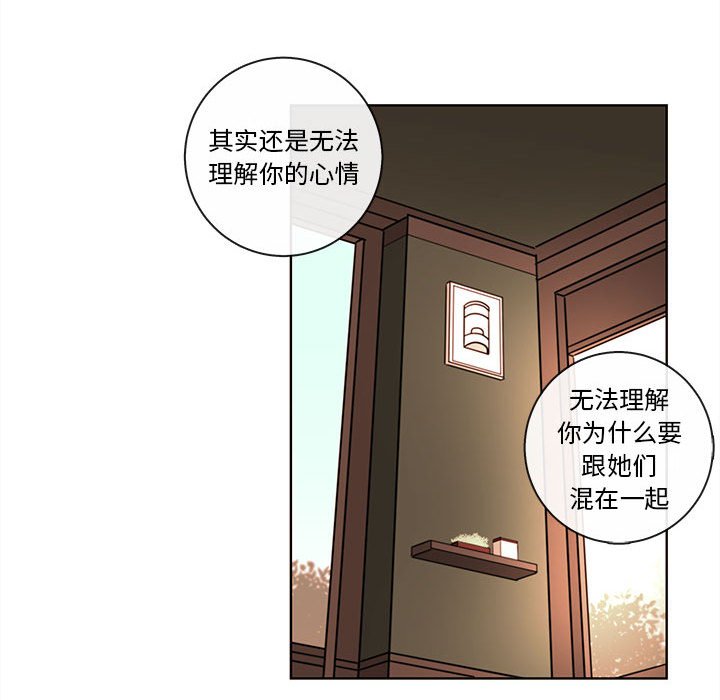 其实还是无法
理解你的心情
无法理解
你为什么要
跟她们
混在一起